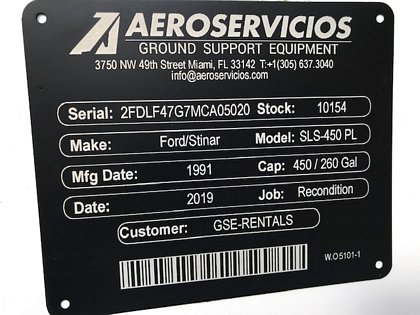 AEROSERVICIOS
GROUND SUPPORT EQUIPMENT
3750 NW 49th Street Miami, FL 33142 T:+1(305) 637.3040
info@aeroservicios.com
Serial: 2FDLF47G7MCA05020 Stock: 10154
Make: Ford/Stinar Model: SLS-450 PL
Mfg Date: 1991 Cap: 450 / 260 Gal
Date: 2019 Job: Recondition
Customer: GSE-RENTALS
W.O5101-1